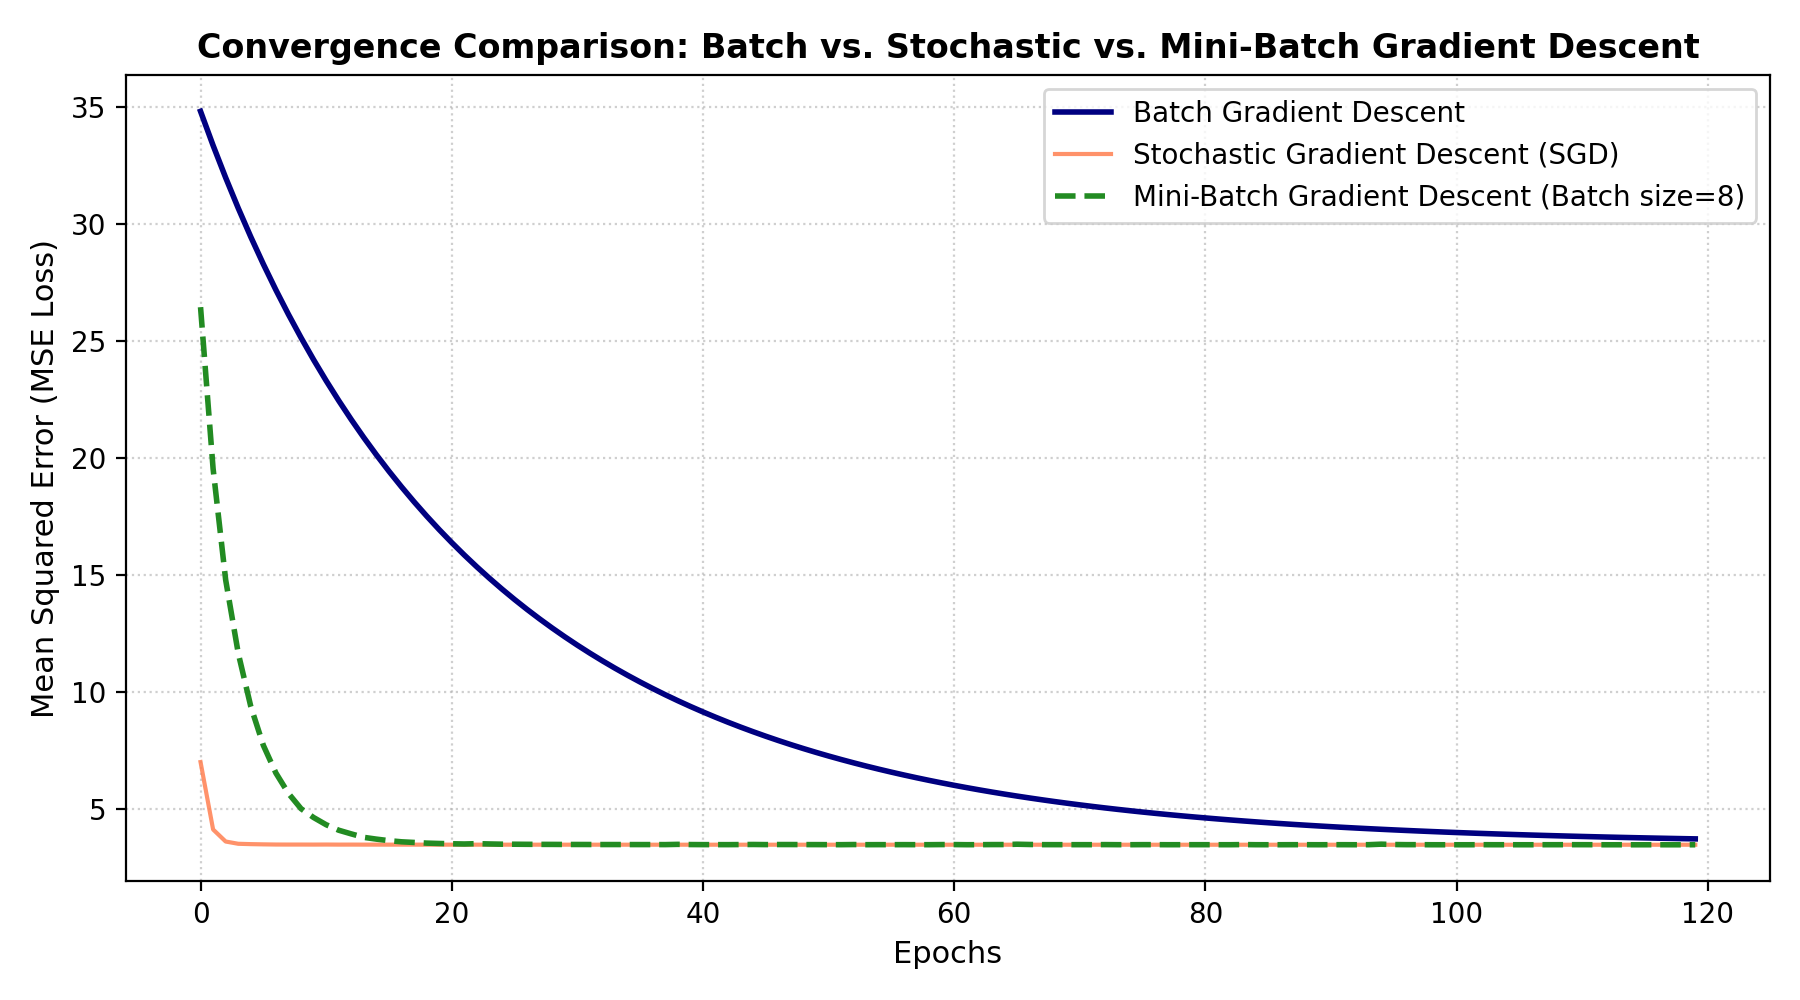 Convergence Comparison: Batch vs. Stochastic vs. Mini-Batch Gradient Descent
Mean Squared Error (MSE Loss)
35
30
25
20
15
10
5
Batch Gradient Descent
Stochastic Gradient Descent (SGD)
Mini-Batch Gradient Descent (Batch size=8)
0 20 40 60 80 100 120
Epochs